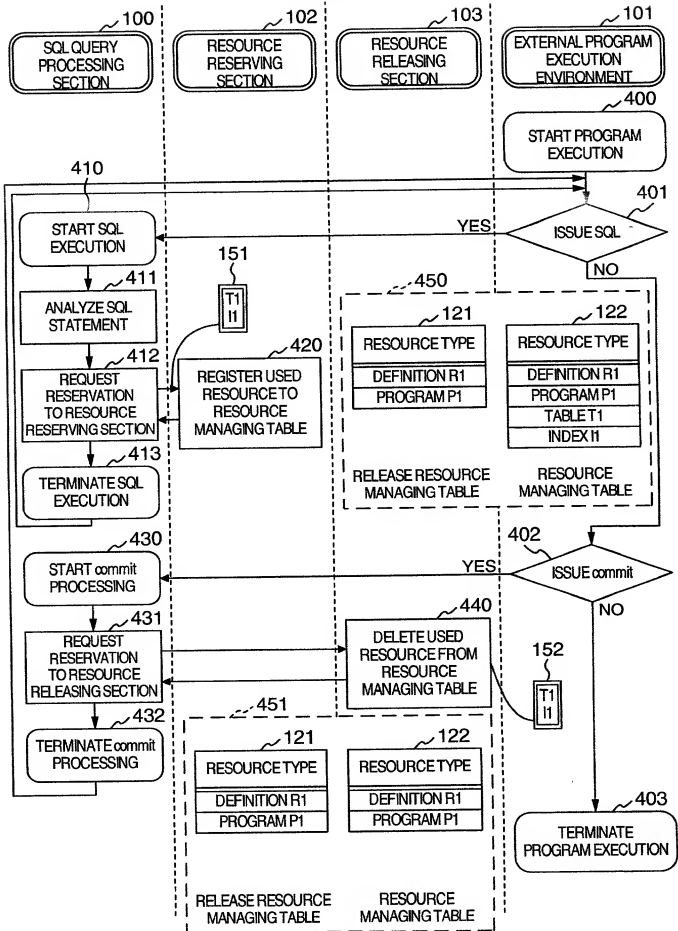 100
102
103
101
SQL QUERY
PROCESSING
SECTION
RESOURCE
RESERVING
SECTION
RESOURCE
RELEASING
SECTION
EXTERNAL PROGRAM
EXECUTION
ENVIRONMENT
400
START PROGRAM
EXECUTION
410
401
START SQL
EXECUTION
YES
ISSUE SQL
NO
151
T1
I1
411
ANALYZE SQL
STATEMENT
412
REQUEST
RESERVATION
TO RESOURCE
RESERVING SECTION
420
REGISTER USED
RESOURCE TO
RESOURCE
MANAGING TABLE
413
TERMINATE SQL
EXECUTION
450
121
RESOURCE TYPE
DEFINITION R1
PROGRAM P1
RELEASE RESOURCE
MANAGING TABLE
122
RESOURCE TYPE
DEFINITION R1
PROGRAM P1
TABLE T1
INDEX I1
RESOURCE
MANAGING TABLE
430
START commit
PROCESSING
YES
402
ISSUE commit
NO
431
REQUEST
RESERVATION
TO RESOURCE
RELEASING SECTION
440
DELETE USED
RESOURCE FROM
RESOURCE
MANAGING TABLE
152
T1
I1
432
TERMINATE commit
PROCESSING
451
121
RESOURCE TYPE
DEFINITION R1
PROGRAM P1
RELEASE RESOURCE
MANAGING TABLE
122
RESOURCE TYPE
DEFINITION R1
PROGRAM P1
RESOURCE
MANAGING TABLE
403
TERMINATE
PROGRAM EXECUTION